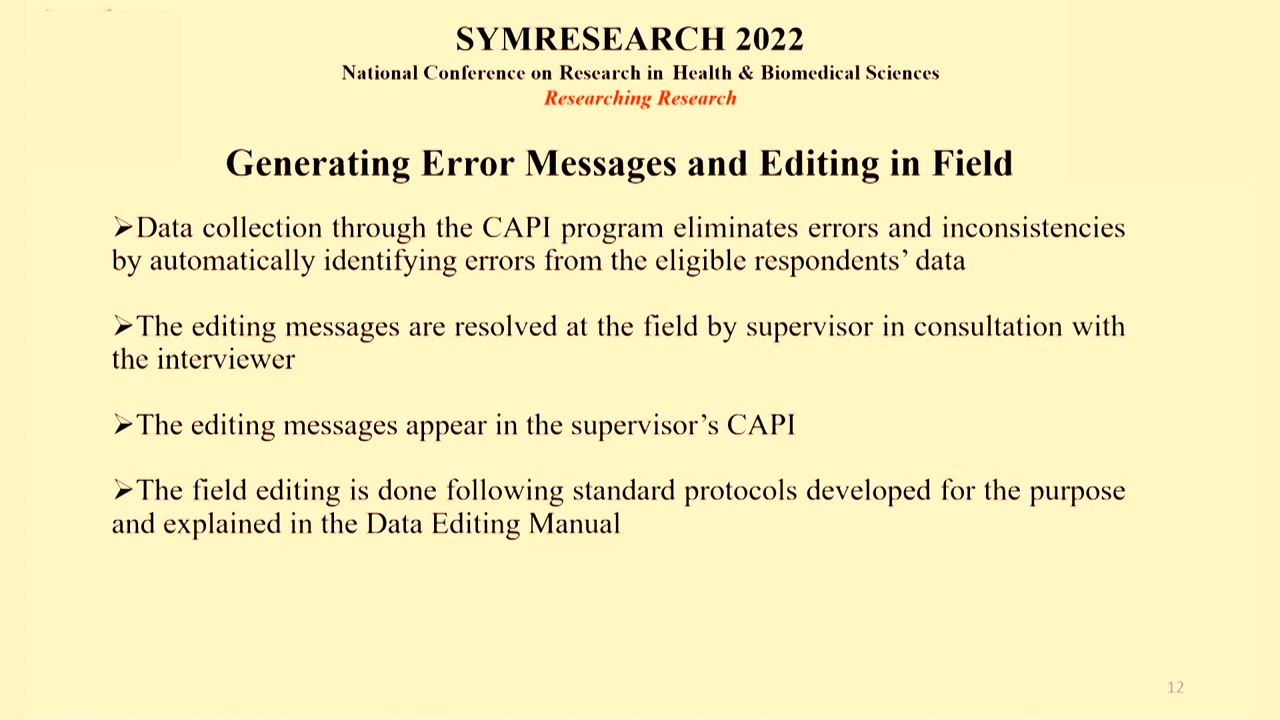 SYMRESEARCH 2022
National Conference on Research in Health & Biomedical Sciences
Researching Research
Generating Error Messages and Editing in Field
➢Data collection through the CAPI program eliminates errors and inconsistencies
by automatically identifying errors from the eligible respondents’ data
➢The editing messages are resolved at the field by supervisor in consultation with
the interviewer
➢The editing messages appear in the supervisor’s CAPI
➢The field editing is done following standard protocols developed for the purpose
and explained in the Data Editing Manual
12